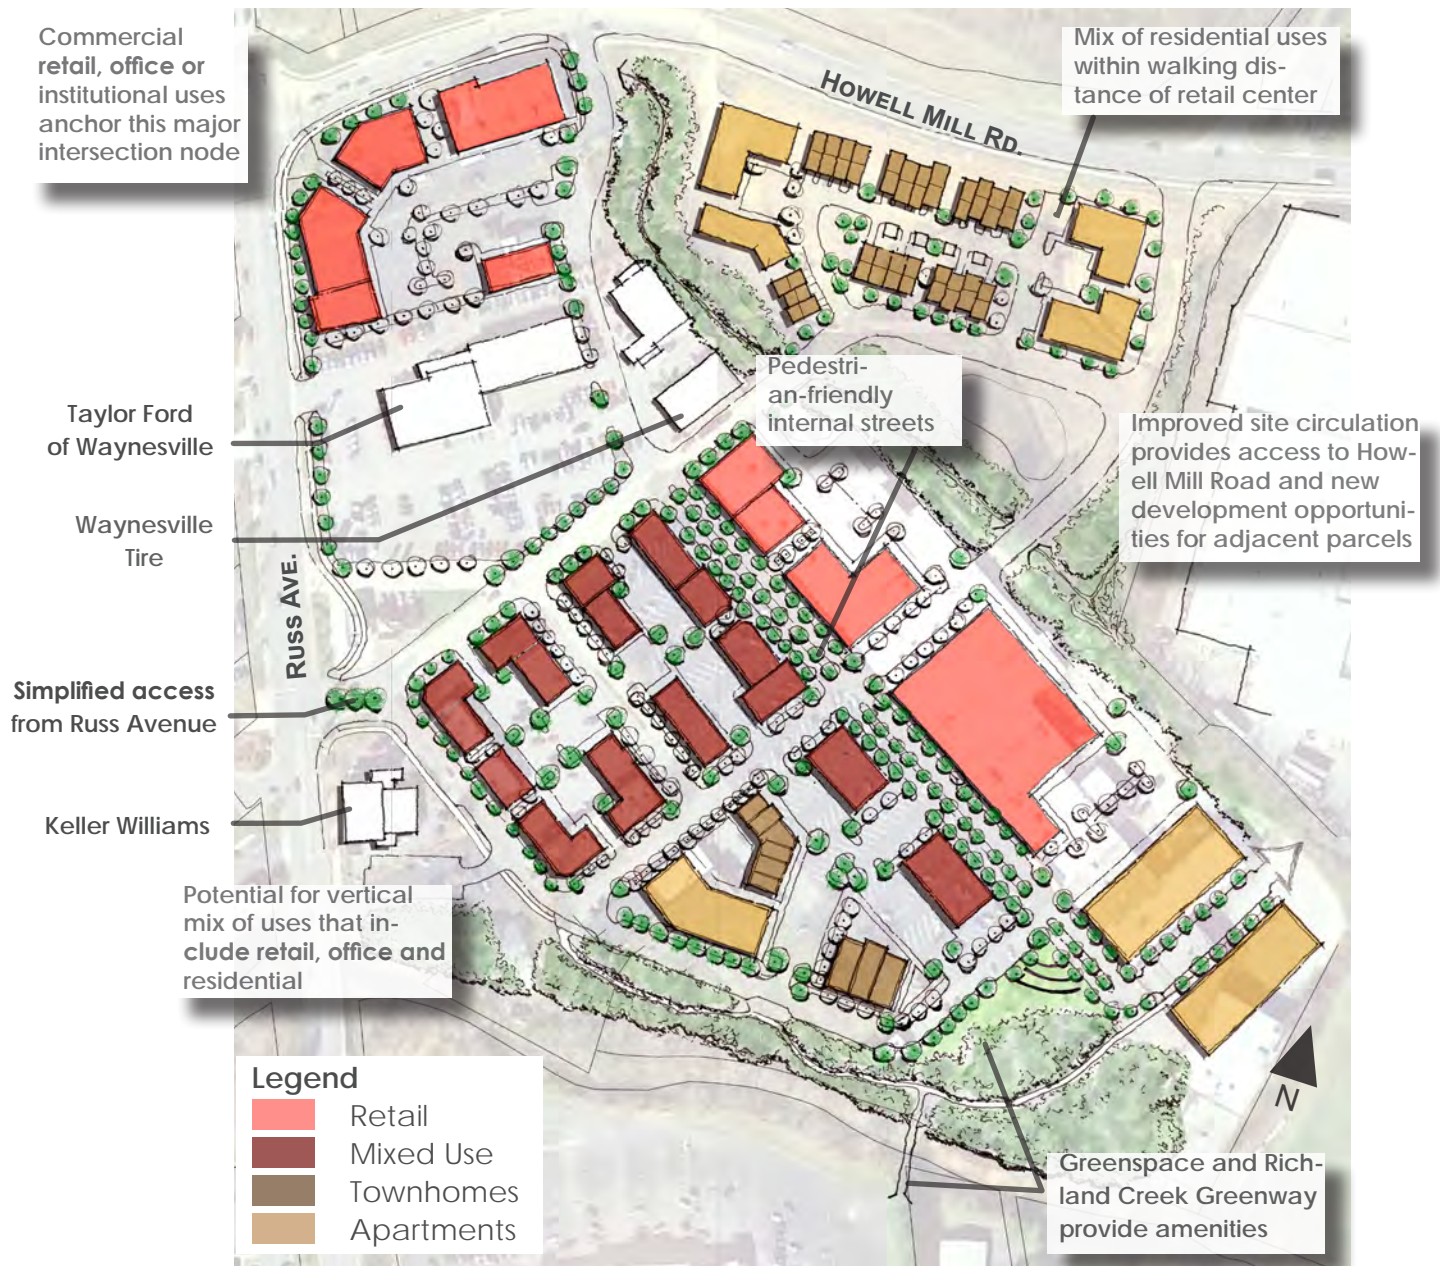 Commercial
retail, office or
institutional uses
anchor this major
intersection node
Mix of residential uses
within walking dis-
tance of retail center
HOWELL MILL RD.
Pedestri-
an-friendly
internal streets
Taylor Ford
of Waynesville
Improved site circulation
provides access to How-
ell Mill Road and new
development opportuni-
ties for adjacent parcels
Waynesville
Tire
RUSS AVE.
Simplified access
from Russ Avenue
Keller Williams
Potential for vertical
mix of uses that in-
clude retail, office and
residential
Legend
Retail
Mixed Use
Townhomes
Apartments
N
Greenspace and Rich-
land Creek Greenway
provide amenities